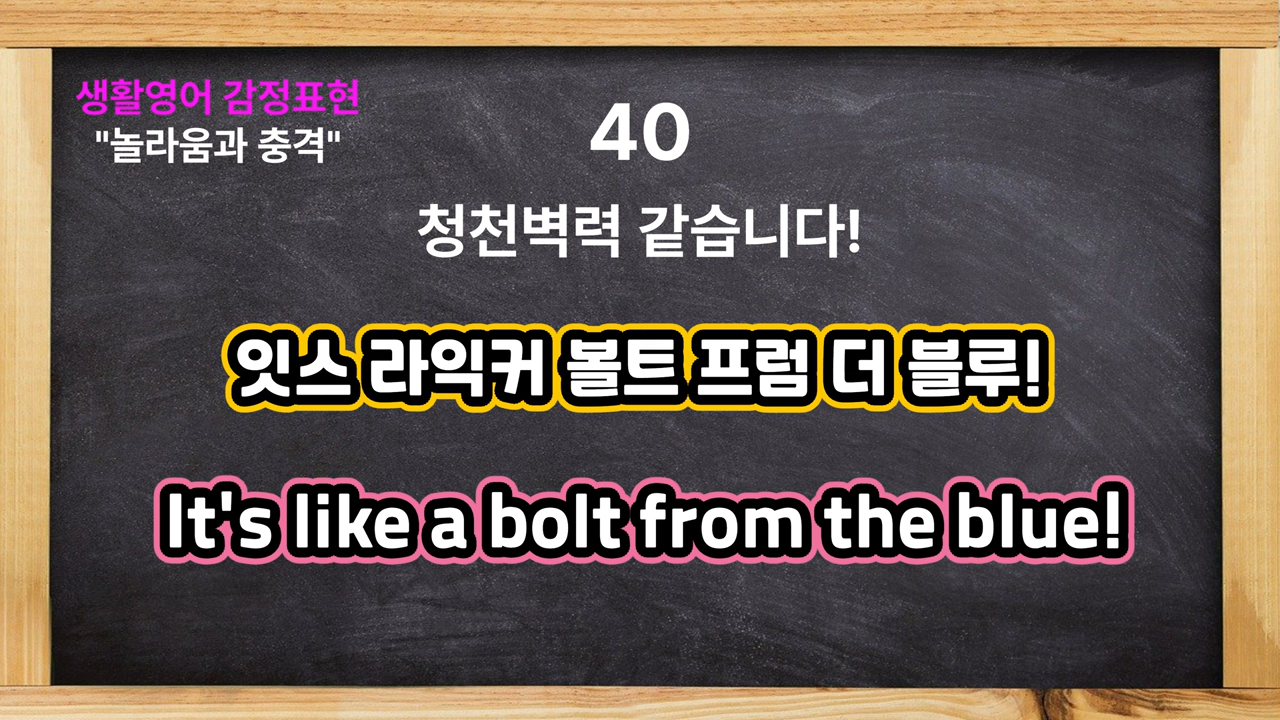 생활영어 감정표현
"놀라움과 충격"
40
청천벽력 같습니다!
잇스 라익커 볼트 프럼 더 블루!
It's like a bolt from the blue!